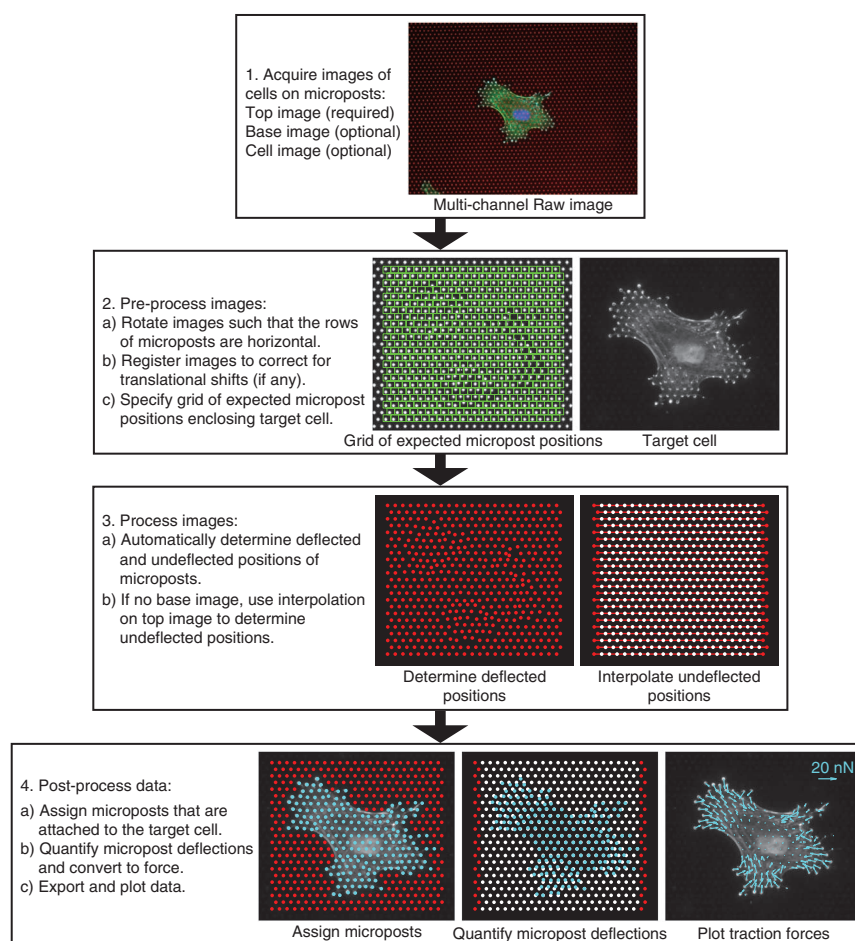 1. Acquire images of
cells on microposts:
Top image (required)
Base image (optional)
Cell image (optional)
Multi-channel Raw image
2. Pre-process images:
a) Rotate images such that the rows
of microposts are horizontal.
b) Register images to correct for
translational shifts (if any).
c) Specify grid of expected micropost
positions enclosing target cell.
Grid of expected micropost positions
Target cell
3. Process images:
a) Automatically determine deflected
and undeflected positions of
microposts.
b) If no base image, use interpolation
on top image to determine
undeflected positions.
Determine deflected
positions
Interpolate undeflected
positions
4. Post-process data:
a) Assign microposts that are
attached to the target cell.
b) Quantify micropost deflections
and convert to force.
c) Export and plot data.
20 nN
Assign microposts
Quantify micropost deflections
Plot traction forces